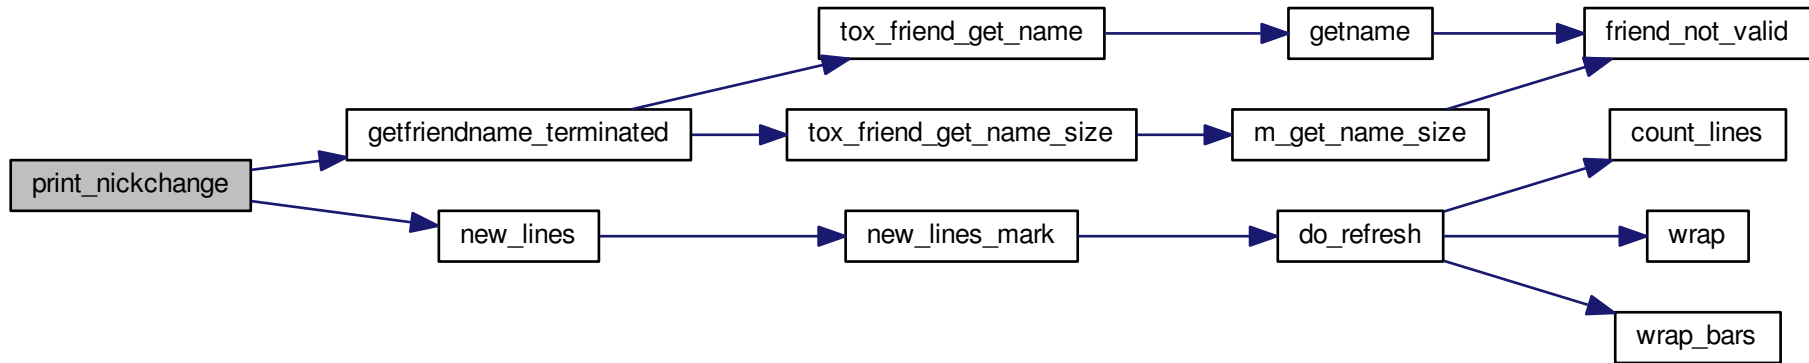 tox_friend_get_name
getname
friend_not_valid
getfriendname_terminated
tox_friend_get_name_size
m_get_name_size
count_lines
print_nickchange
new_lines
new_lines_mark
do_refresh
wrap
wrap_bars